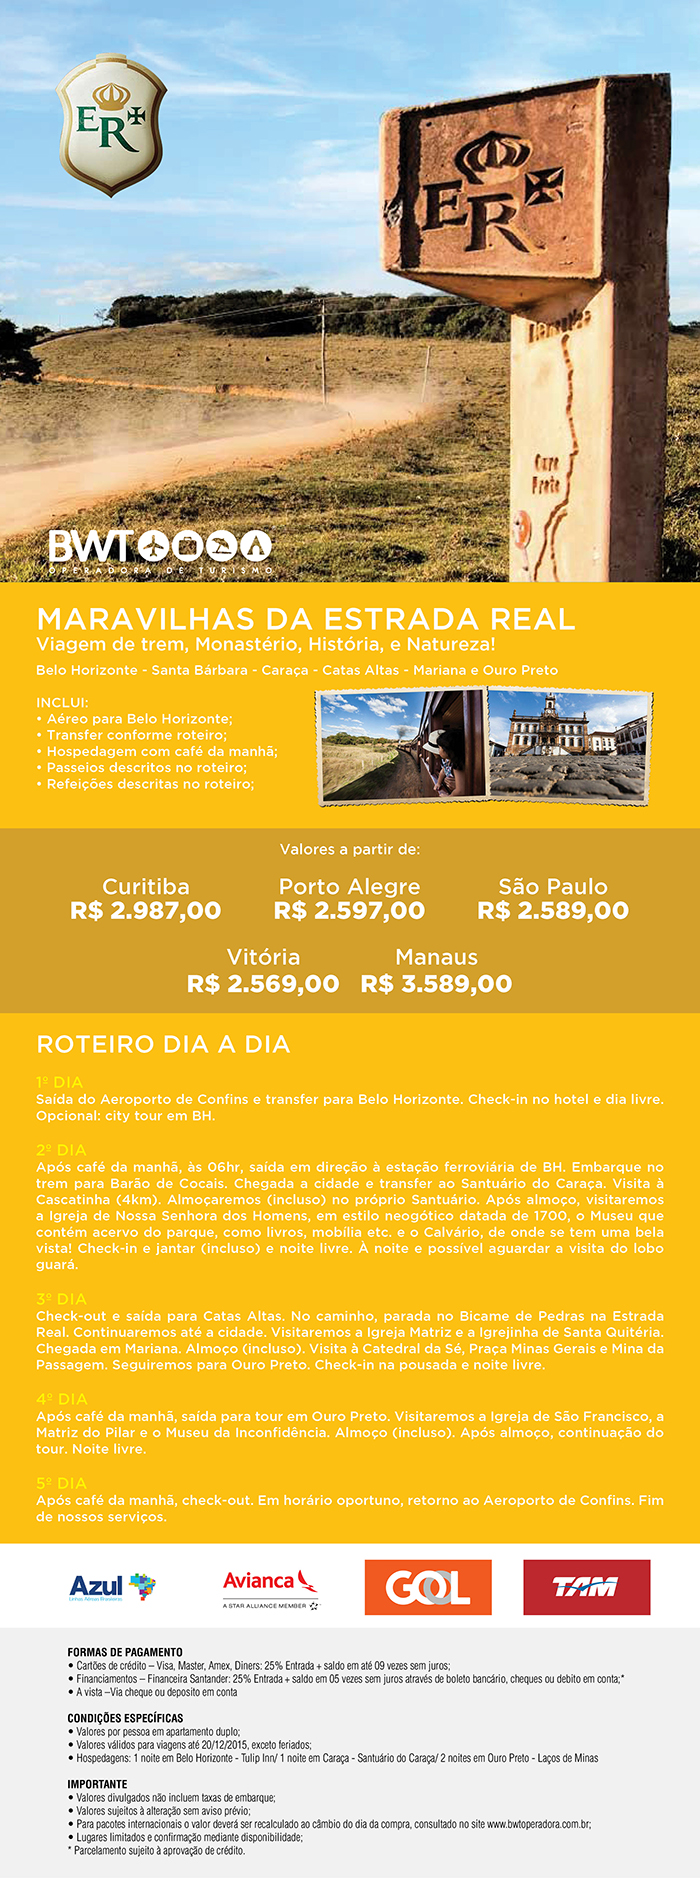 ER
ER
Ouro
Preto
BWT
OPERADORA DE TURISMO
MARAVILHAS DA ESTRADA REAL
Viagem de trem, Monastério, História, e Natureza!
Belo Horizonte - Santa Bárbara - Caraça - Catas Altas - Mariana e Ouro Preto
INCLUI:
• Aéreo para Belo Horizonte;
• Transfer conforme roteiro;
• Hospedagem com café da manhã;
• Passeios descritos no roteiro;
• Refeições descritas no roteiro;
Valores a partir de:
Curitiba
R$ 2.987,00
Porto Alegre
R$ 2.597,00
São Paulo
R$ 2.589,00
Vitória
R$ 2.569,00
Manaus
R$ 3.589,00
ROTEIRO DIA A DIA
1º DIA
Saída do Aeroporto de Confins e transfer para Belo Horizonte. Check-in no hotel e dia livre.
Opcional: city tour em BH.
2º DIA
Após café da manhã, às 06hr, saída em direção à estação ferroviária de BH. Embarque no
trem para Barão de Cocais. Chegada a cidade e transfer ao Santuário do Caraça. Visita à
Cascatinha (4km). Almoçaremos (incluso) no próprio Santuário. Após almoço, visitaremos
a Igreja de Nossa Senhora dos Homens, em estilo neogótico datada de 1700, o Museu que
contém acervo do parque, como livros, mobília etc. e o Calvário, de onde se tem uma bela
vista! Check-in e jantar (incluso) e noite livre. À noite e possível aguardar a visita do lobo
guará.
3º DIA
Check-out e saída para Catas Altas. No caminho, parada no Bicame de Pedras na Estrada
Real. Continuaremos até a cidade. Visitaremos a Igreja Matriz e a Igrejinha de Santa Quitéria.
Chegada em Mariana. Almoço (incluso). Visita à Catedral da Sé, Praça Minas Gerais e Mina da
Passagem. Seguiremos para Ouro Preto. Check-in na pousada e noite livre.
4º DIA
Após café da manhã, saída para tour em Ouro Preto. Visitaremos a Igreja de São Francisco, a
Matriz do Pilar e o Museu da Inconfidência. Almoço (incluso). Após almoço, continuação do
tour. Noite livre.
5º DIA
Após café da manhã, check-out. Em horário oportuno, retorno ao Aeroporto de Confins. Fim
de nossos serviços.
Azul
Linhas Aéreas Brasileiras
Avianca
A STAR ALLIANCE MEMBER
GOL
TAM
FORMAS DE PAGAMENTO
• Cartões de crédito – Visa, Master, Amex, Diners: 25% Entrada + saldo em até 09 vezes sem juros;
• Financiamentos – Financeira Santander: 25% Entrada + saldo em 05 vezes sem juros através de boleto bancário, cheques ou debito em conta;*
• A vista –Via cheque ou deposito em conta
CONDIÇÕES ESPECÍFICAS
• Valores por pessoa em apartamento duplo;
• Valores válidos para viagens até 20/12/2015, exceto feriados;
• Hospedagens: 1 noite em Belo Horizonte - Tulip Inn/ 1 noite em Caraça - Santuário do Caraça/ 2 noites em Ouro Preto - Laços de Minas
IMPORTANTE
• Valores divulgados não incluem taxas de embarque;
• Valores sujeitos à alteração sem aviso prévio;
• Para pacotes internacionais o valor deverá ser recalculado ao câmbio do dia da compra, consultado no site www.bwtoperadora.com.br;
• Lugares limitados e confirmação mediante disponibilidade;
* Parcelamento sujeito à aprovação de crédito.